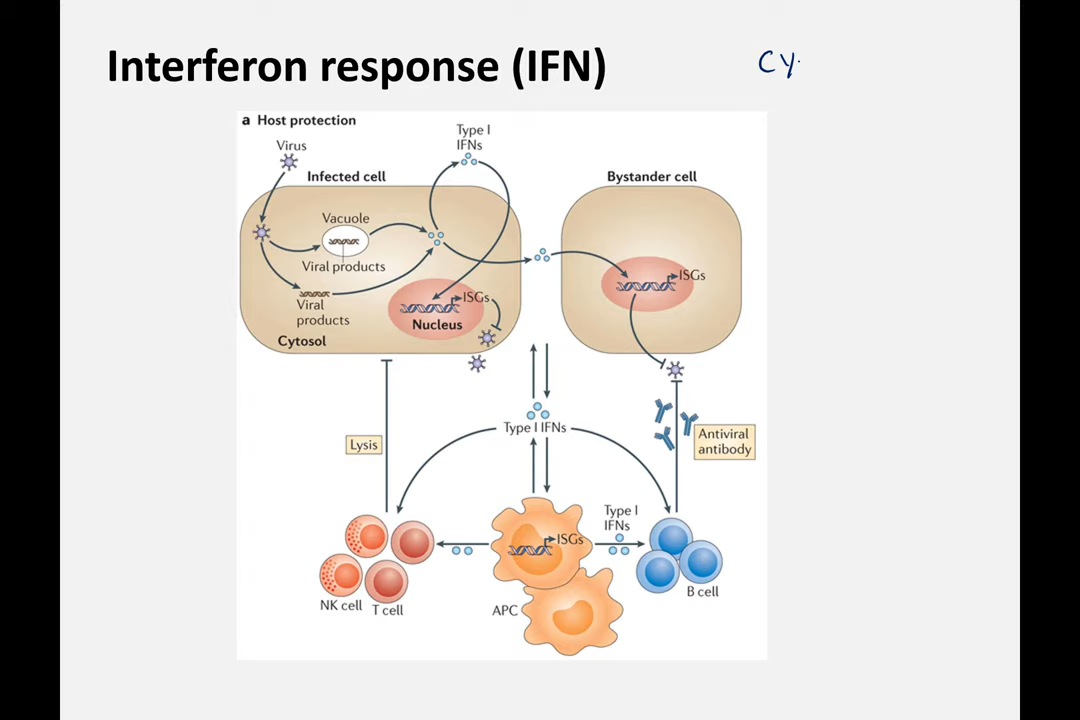 Interferon response (IFN)
CY
a Host protection
Virus
Type I
IFNs
Infected cell
Bystander cell
Vacuole
Viral products
Viral
products
ISGs
Nucleus
Cytosol
ISGs
Type I IFNs
Lysis
Antiviral
antibody
Type I
IFNs
ISGs
NK cell
T cell
APC
B cell